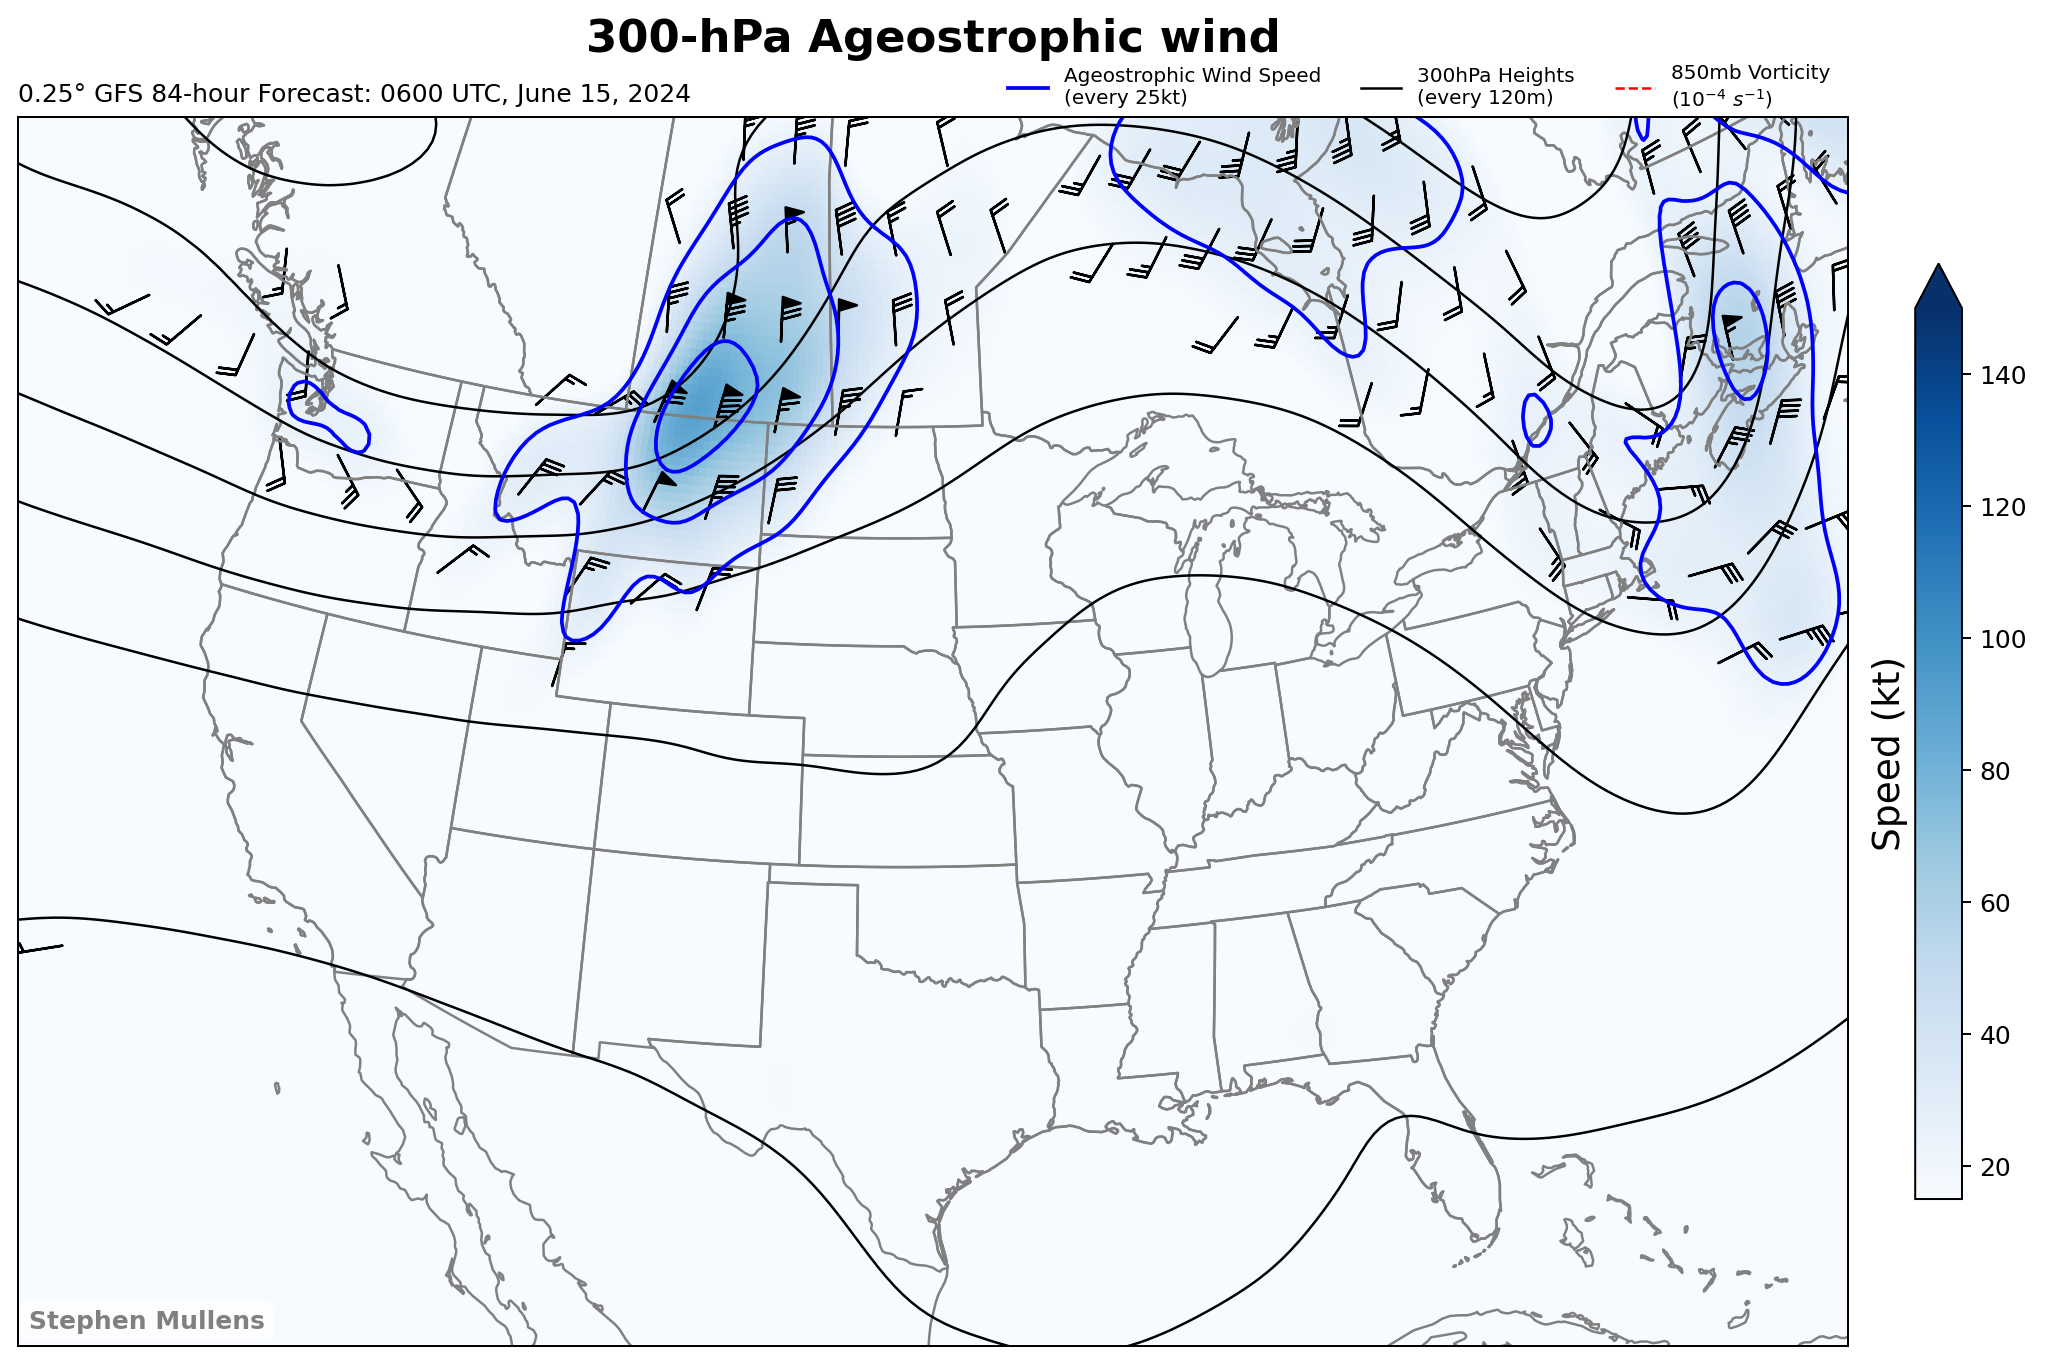 300-hPa Ageostrophic wind
0.25° GFS 84-hour Forecast: 0600 UTC, June 15, 2024
Ageostrophic Wind Speed
(every 25kt)
300hPa Heights
(every 120m)
850mb Vorticity
(10⁻⁴ s⁻¹)
140
120
100
80
60
40
20
Speed (kt)
Stephen Mullens